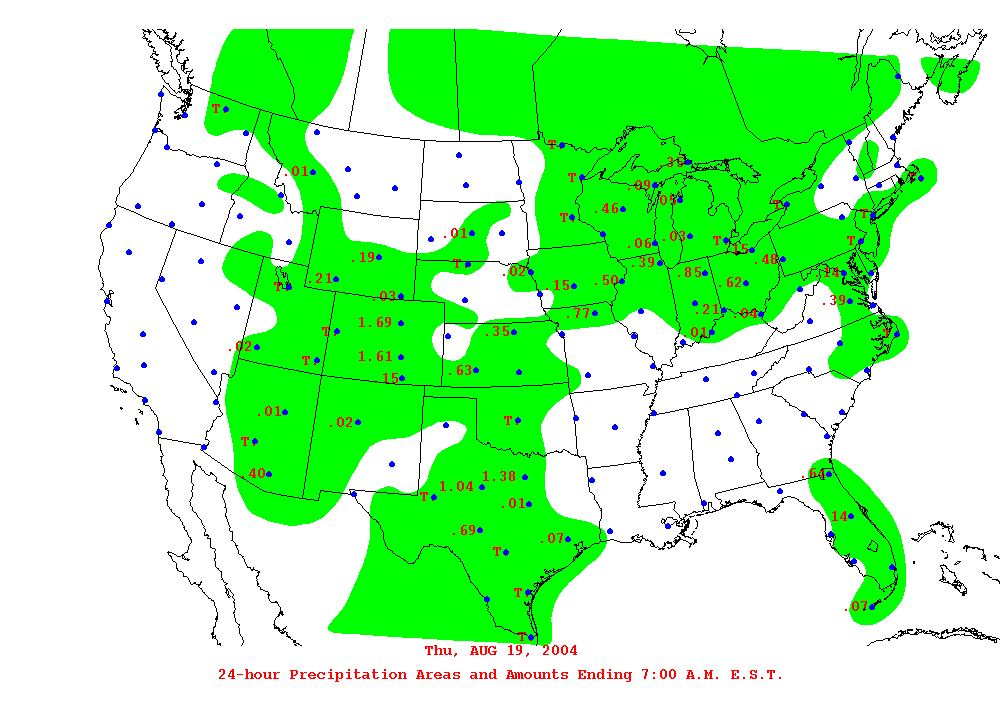 T
T
.01
.39
T
.09
.08
T
.46
T
T
.01
.06
.03
T
T
.15
.19
T
.39
.48
.02
.85
.14
.21
T
.15
.50
.62
.03
.39
.77
.21
.04
1.69
T
.35
.01
T
.02
1.61
T
.63
.15
.01
.02
T
T
.40
1.38
.64
1.04
T
.01
.14
.69
.07
T
T
.07
T
Thu, AUG 19, 2004
24-hour Precipitation Areas and Amounts Ending 7:00 A.M. E.S.T.